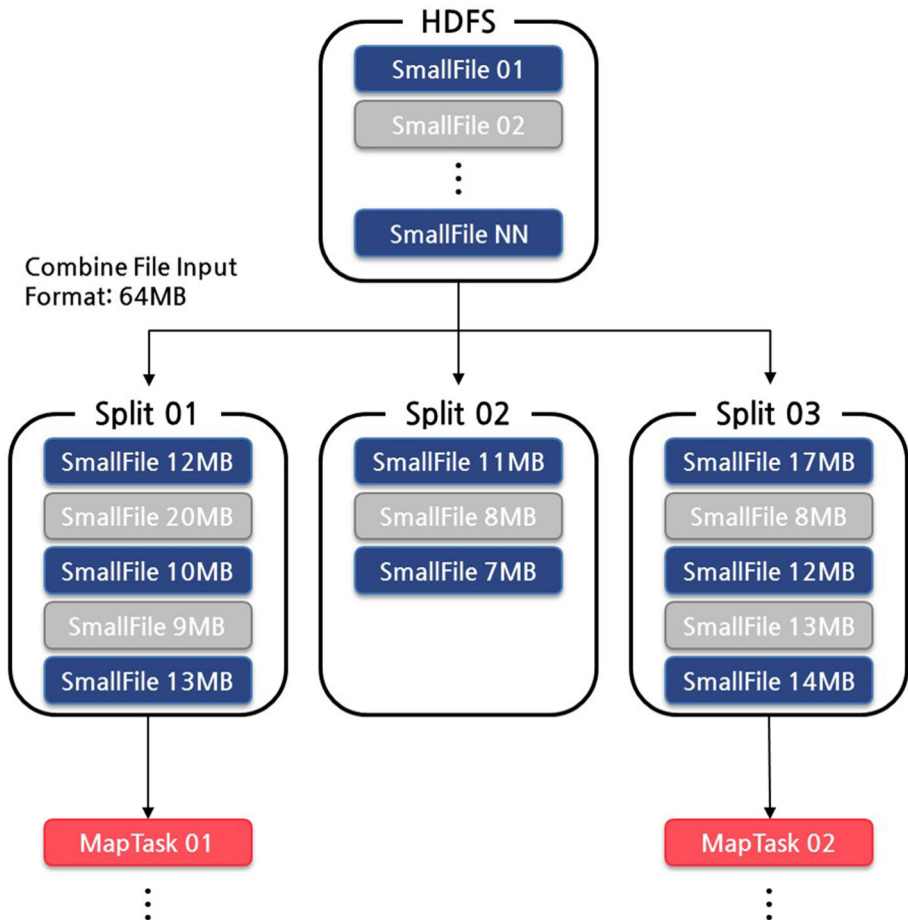 HDFS
SmallFile 01
SmallFile 02
SmallFile NN
Combine File Input
Format: 64MB
Split 01
SmallFile 12MB
SmallFile 20MB
SmallFile 10MB
SmallFile 9MB
SmallFile 13MB
Split 02
SmallFile 11MB
SmallFile 8MB
SmallFile 7MB
Split 03
SmallFile 17MB
SmallFile 8MB
SmallFile 12MB
SmallFile 13MB
SmallFile 14MB
MapTask 01
MapTask 02